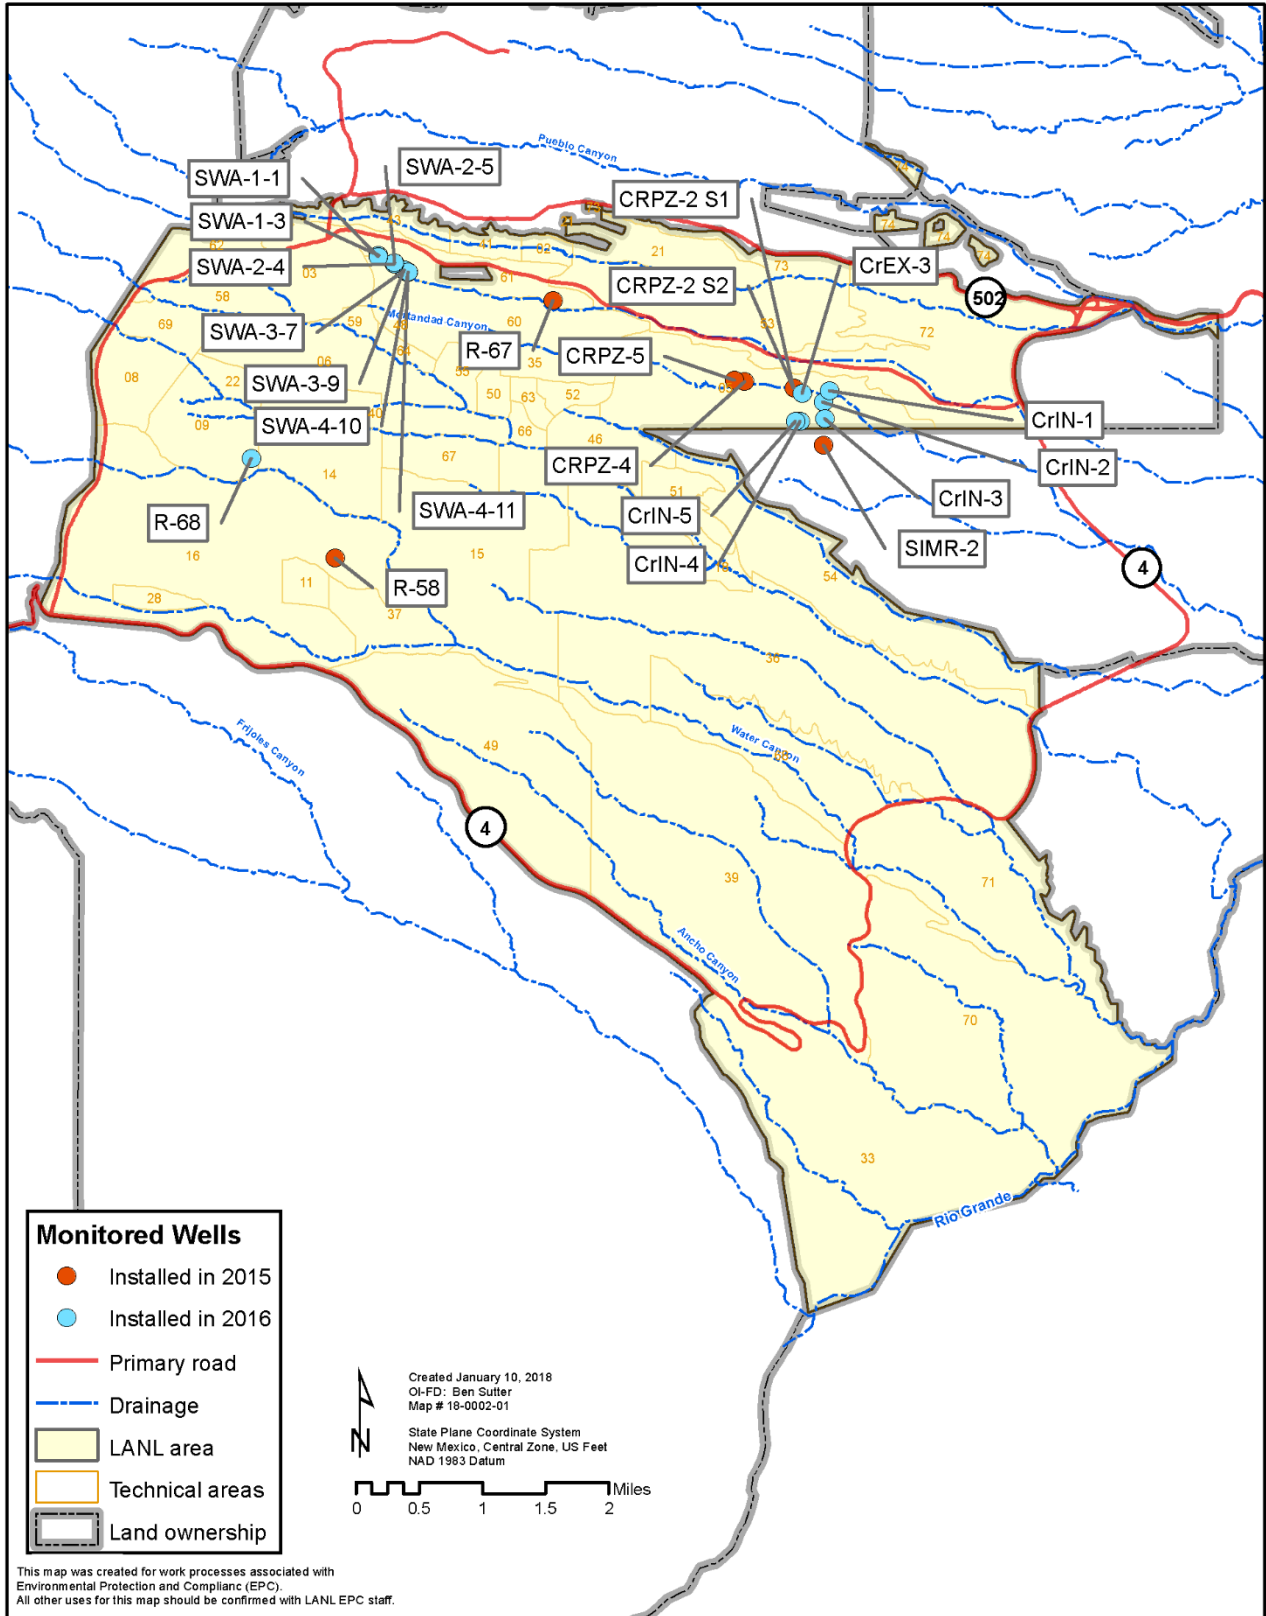 Pueblo Canyon
SWA-2-5
SWA-1-1
CRPZ-2 S1
SWA-1-3
CrEX-3
SWA-2-4
CRPZ-2 S2
502
SWA-3-7
R-67
CRPZ-5
SWA-3-9
SWA-4-10
CrIN-1
CRPZ-4
CrIN-2
CrIN-3
SWA-4-11
CrIN-5
R-68
SIMR-2
CrIN-4
4
R-58
74
74
74
74
73
41
21
03
61
58
59
60
53
72
69
35
08
22
06
50
63
52
09
40
66
46
67
14
51
16
15
11
54
28
37
36
Water Canyon
49
Frijoles Canyon
4
39
71
Ancho Canyon
70
33
Rio Grande
Monitored Wells
Installed in 2015
Installed in 2016
Primary road
Drainage
LANL area
Technical areas
Land ownership
N
Created January 10, 2018
OI-FD: Ben Sutter
Map # 18-0002-01
State Plane Coordinate System
New Mexico, Central Zone, US Feet
NAD 1983 Datum
Miles
0 0.5 1 1.5 2
This map was created for work processes associated with
Environmental Protection and Complianc (EPC).
All other uses for this map should be confirmed with LANL EPC staff.